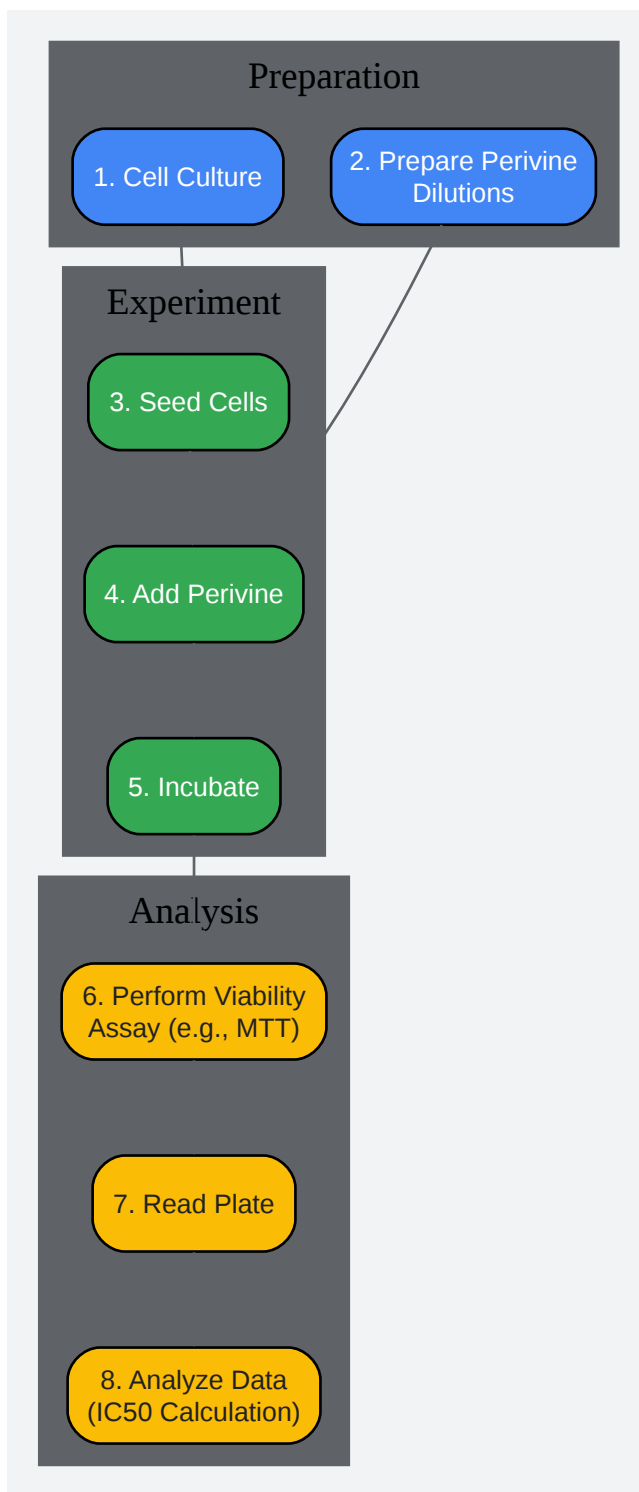 Preparation
1. Cell Culture
2. Prepare Perivine
Dilutions
Experiment
3. Seed Cells
4. Add Perivine
5. Incubate
Analysis
6. Perform Viability
Assay (e.g., MTT)
7. Read Plate
8. Analyze Data
(IC50 Calculation)